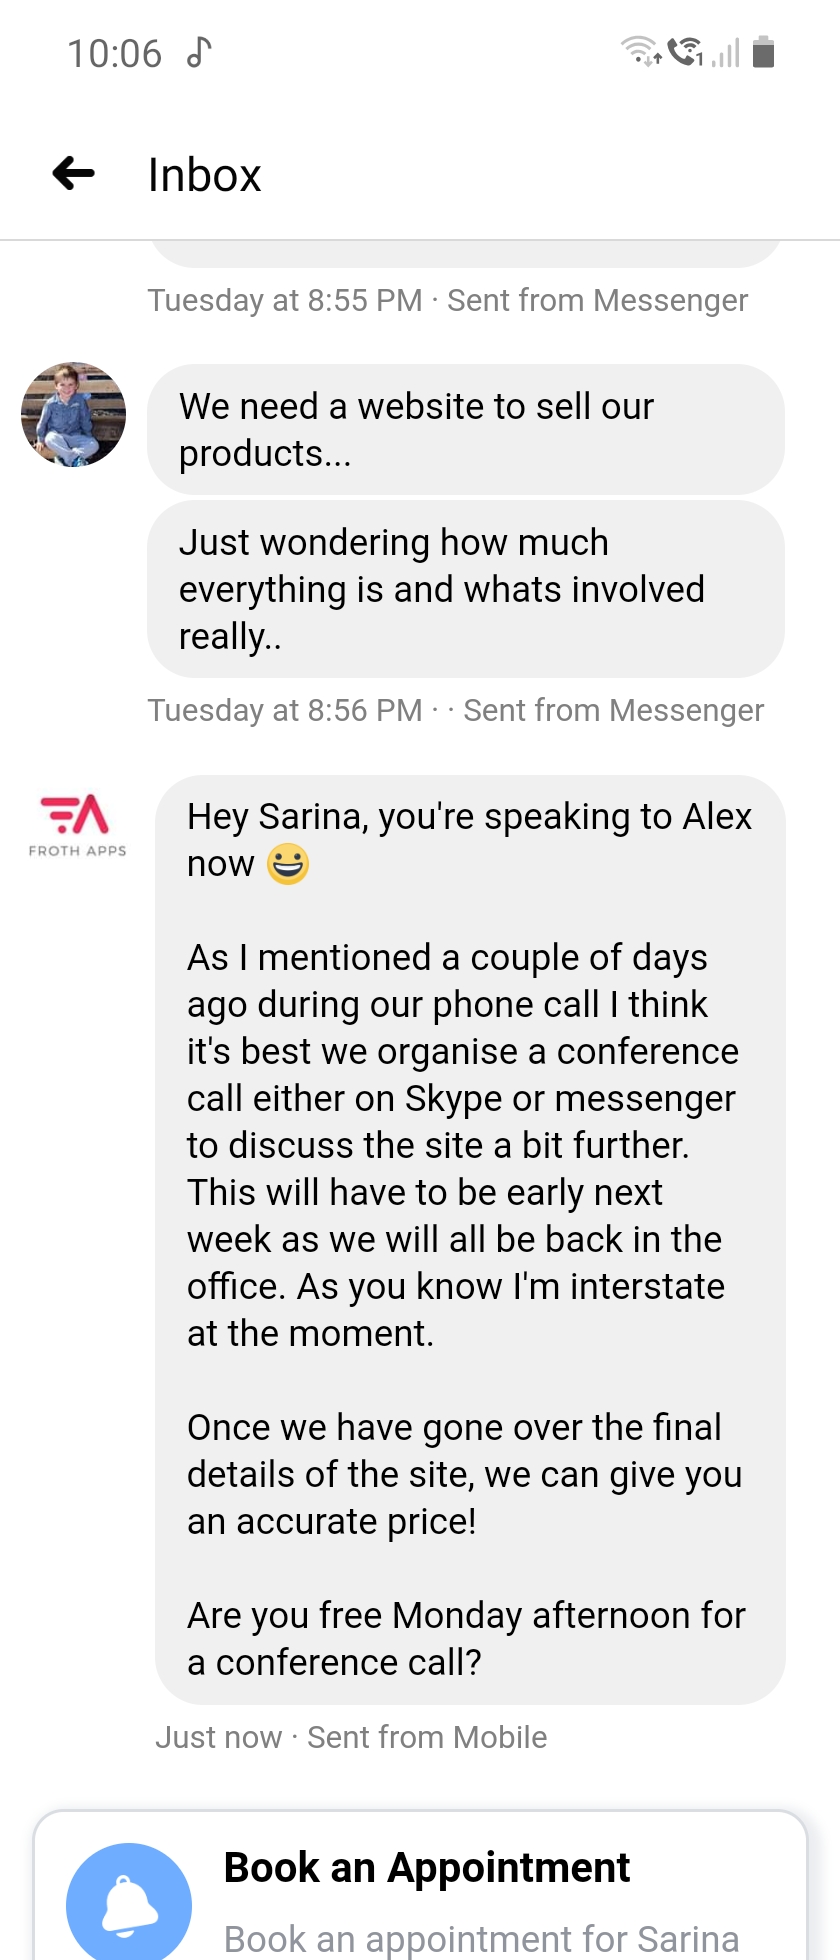 10:06
Inbox
Tuesday at 8:55 PM · Sent from Messenger
We need a website to sell our
products...
Just wondering how much
everything is and whats involved
really..
Tuesday at 8:56 PM · · Sent from Messenger
FROTH APPS
Hey Sarina, you're speaking to Alex
now 😀
As I mentioned a couple of days
ago during our phone call I think
it's best we organise a conference
call either on Skype or messenger
to discuss the site a bit further.
This will have to be early next
week as we will all be back in the
office. As you know I'm interstate
at the moment.
Once we have gone over the final
details of the site, we can give you
an accurate price!
Are you free Monday afternoon for
a conference call?
Just now · Sent from Mobile
Book an Appointment
Book an appointment for Sarina